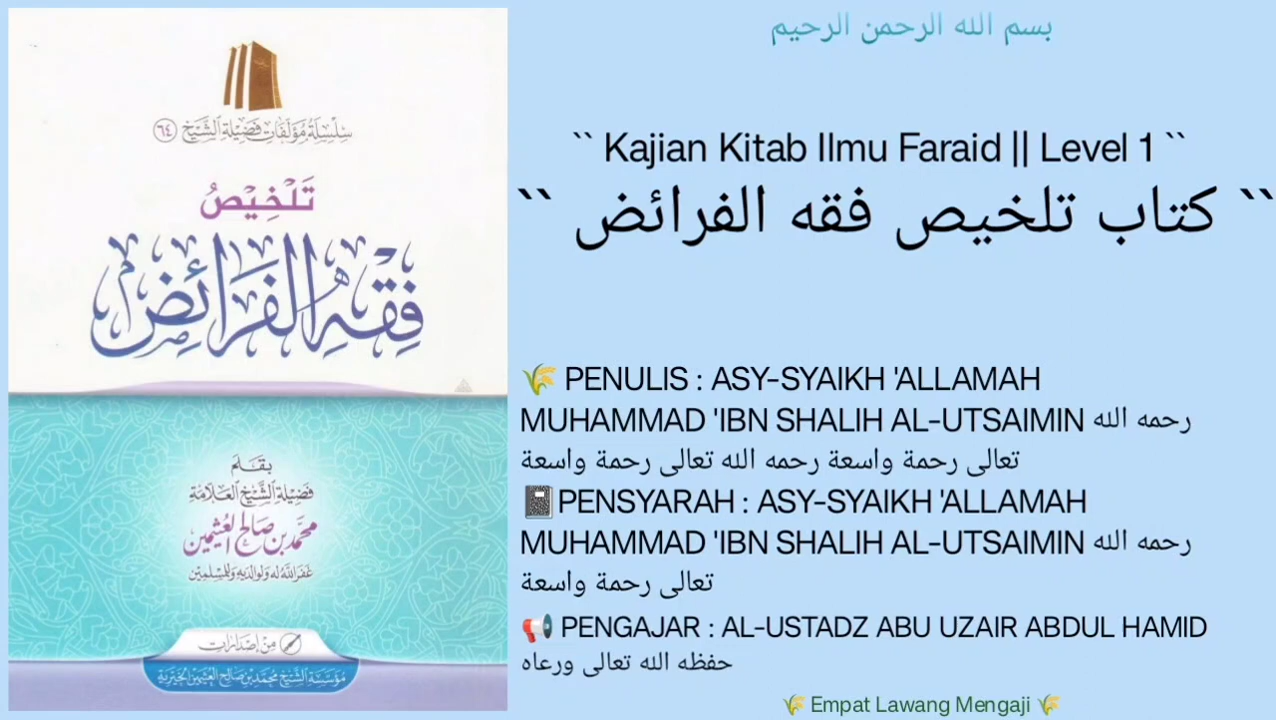 سلسلة مؤلفات فضيلة الشيخ ٦٤
تَلْخِيصُ
فِقْهِ الفَرَائِضِ
بقلم
فضيلة الشيخ العلامة
محمد بن صالح العثيمين
غفر الله له ولوالديه وللمسلمين
من إصدارات
مؤسسة الشيخ محمد بن صالح العثيمين الخيرية
بسم الله الرحمن الرحيم
`` Kajian Kitab Ilmu Faraid || Level 1 ``
`` كتاب تلخيص فقه الفرائض ``
🌾 PENULIS : ASY-SYAIKH 'ALLAMAH
MUHAMMAD 'IBN SHALIH AL-UTSAIMIN رحمه الله
تعالى رحمة واسعة رحمه الله تعالى رحمة واسعة
📓PENSYARAH : ASY-SYAIKH 'ALLAMAH
MUHAMMAD 'IBN SHALIH AL-UTSAIMIN رحمه الله
تعالى رحمة واسعة
📢 PENGAJAR : AL-USTADZ ABU UZAIR ABDUL HAMID
حفظه الله تعالى ورعاه
🌾 Empat Lawang Mengaji 🌾